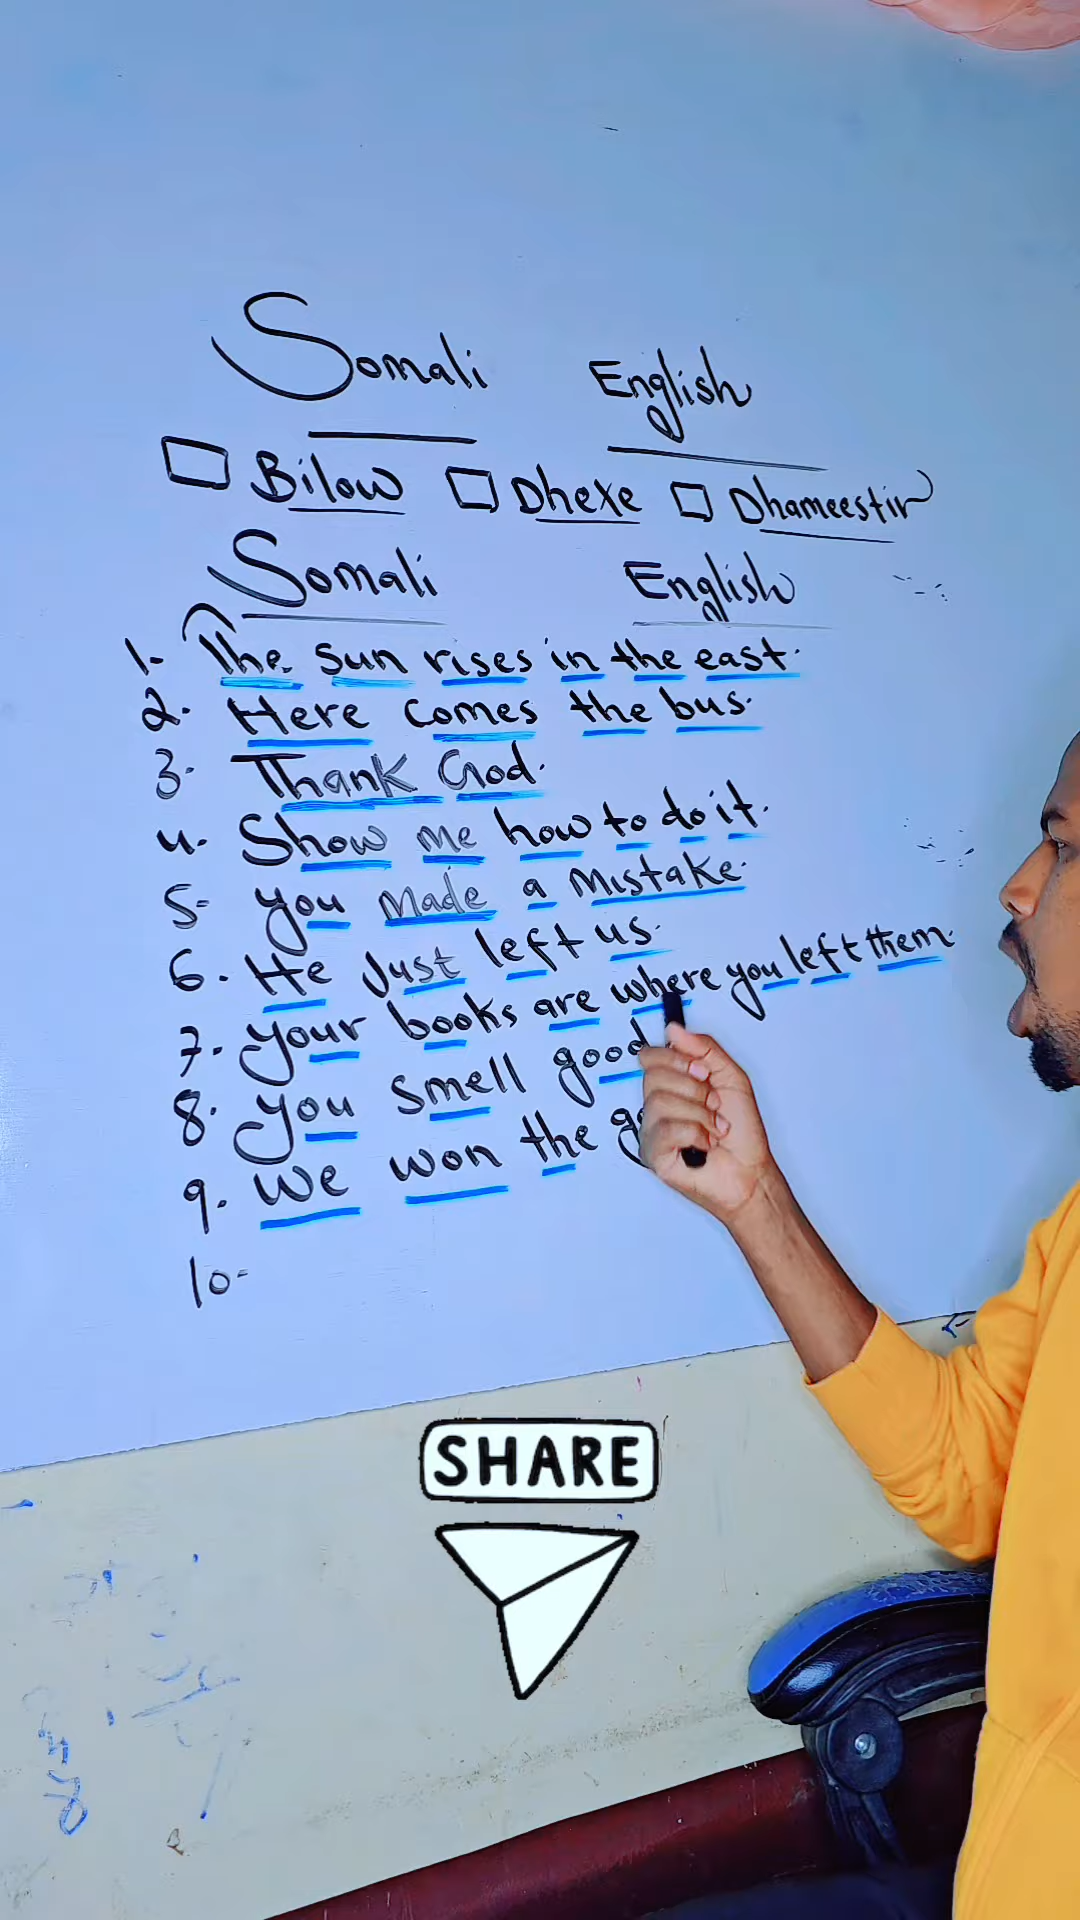 Somali English
Bilow Dhexe Dhameestir
Somali English
1- The sun rises in the east.
2. Here comes the bus.
3. Thank God.
4. Show me how to do it.
5- you made a mistake.
6. He Just left us.
7. your books are where you left them.
8. you smell good
9. We won the
10-
SHARE